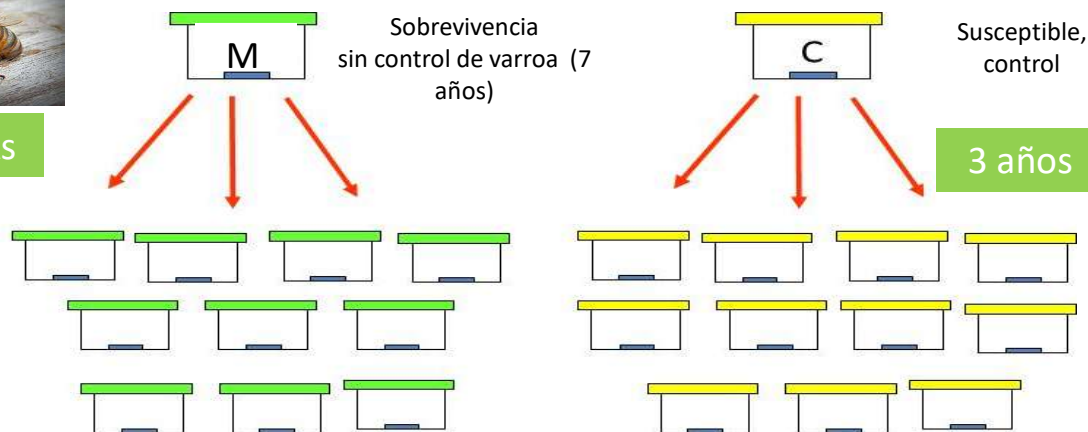 M
Sobrevivencia
sin control de varroa (7
años)
C
Susceptible,
control
s
3 años